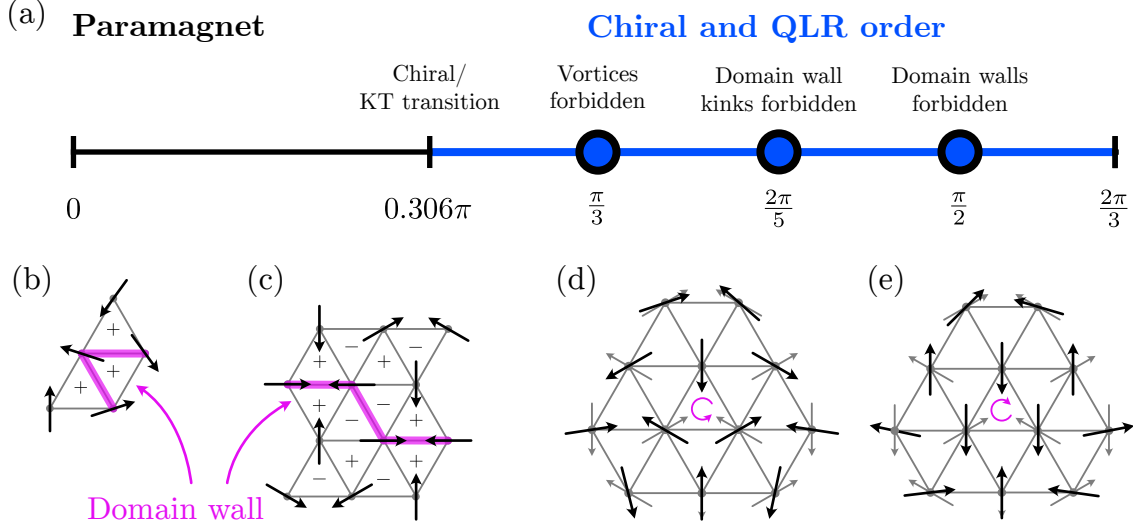 (a)
Paramagnet
Chiral and QLR order
Chiral/
KT transition
Vortices
forbidden
Domain wall
kinks forbidden
Domain walls
forbidden
0
0.306π
π/3
2π/5
π/2
2π/3
(b)
(c)
(d)
(e)
+
+
+
+
−
−
+
−
+
+
−
−
+
+
+
−
−
+
Domain wall